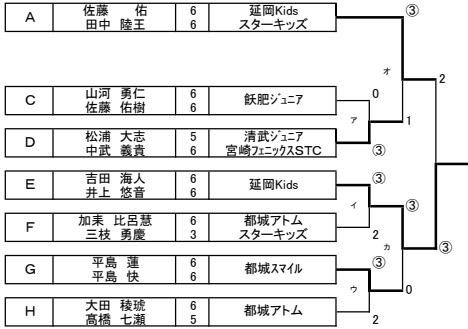 A 佐藤 佑 6 延岡Kids ③
田中 陸王 6 スターキッズ
オ 2
C 山河 勇仁 6 飫肥ジュニア 0
佐藤 佑樹 6
ア 1
D 松浦 大志 5 清武ジュニア ③
中武 義貴 6 宮崎フェニックスSTC
E 吉田 海人 6 延岡Kids ③
井上 悠音 6
イ ③
F 加耒 比呂慧 6 都城アトム 2
三枝 勇慶 3 スターキッズ
カ ③
G 平島 蓮 6 都城スマイル ③
平島 快 6
ウ 0
H 大田 稜琥 6 都城アトム 2
髙橋 七瀬 5